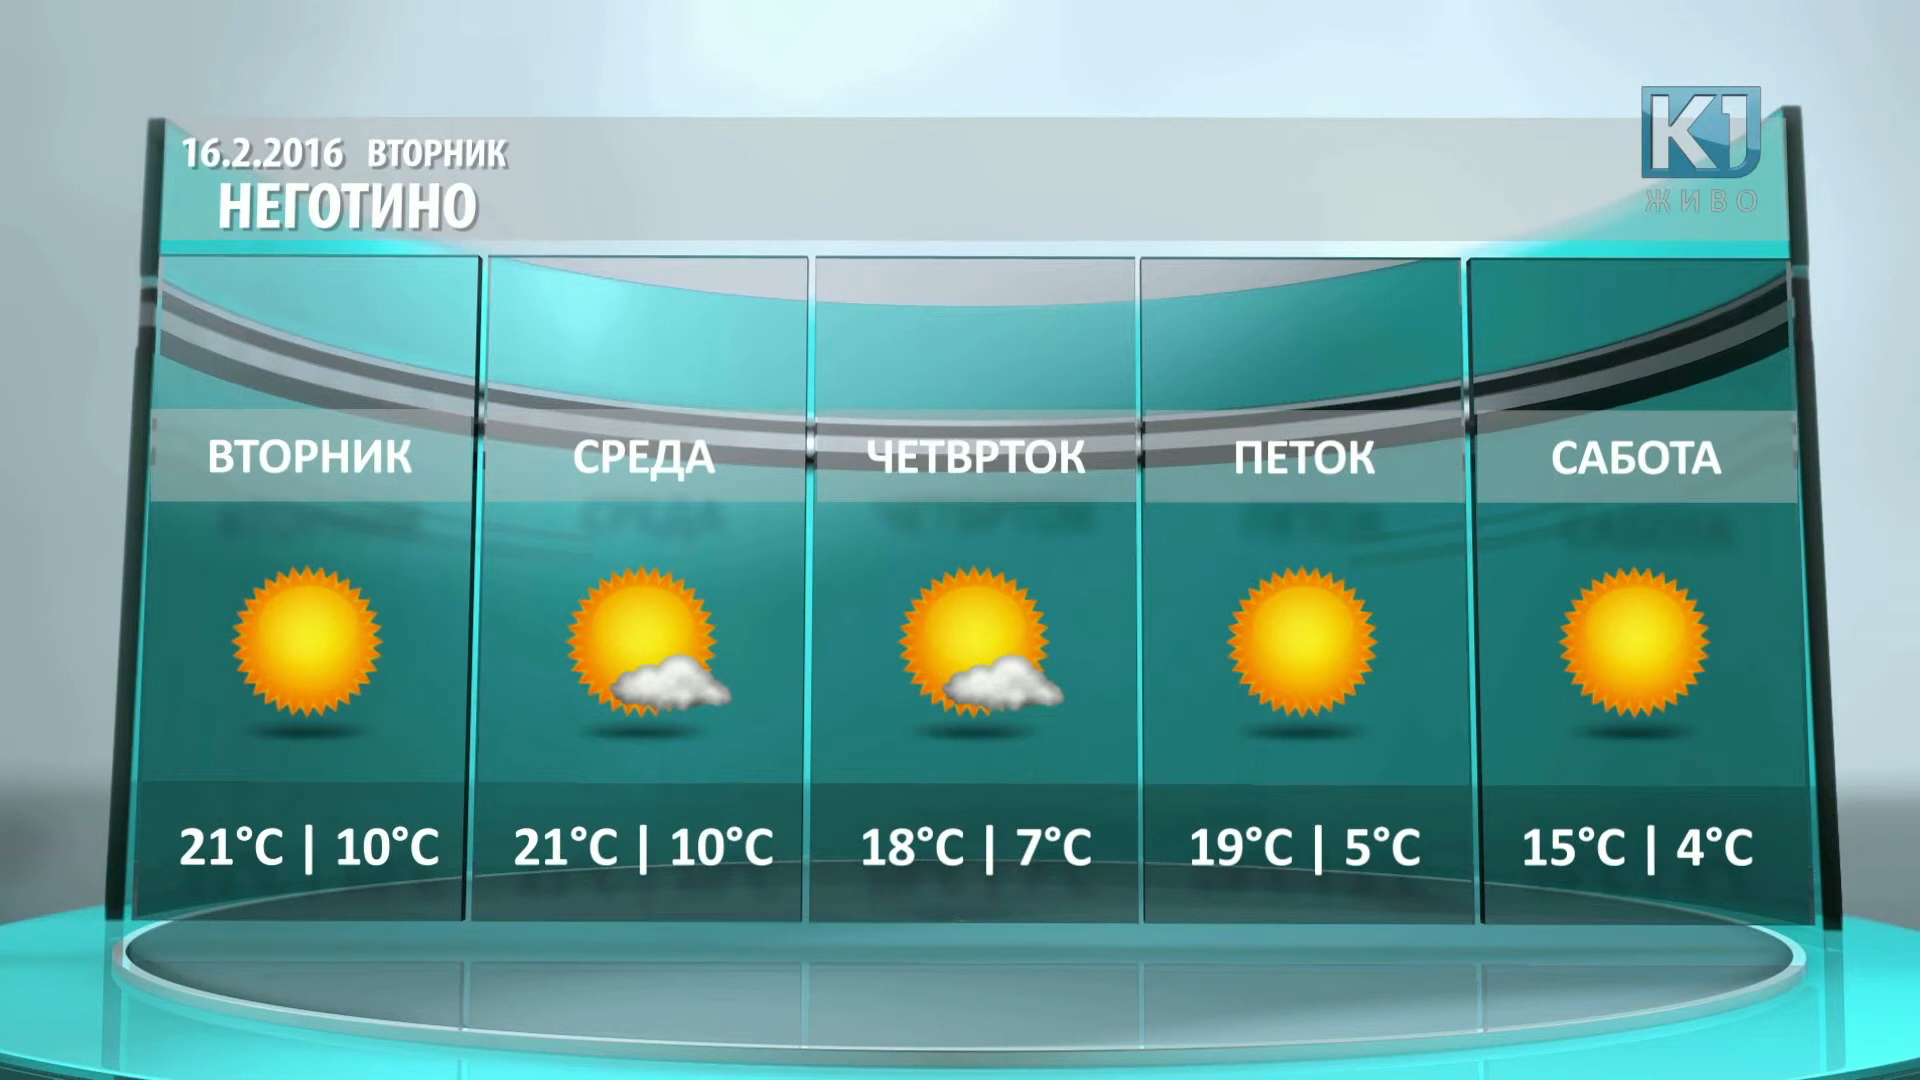 16.2.2016 ВТОРНИК
НЕГОТИНО
К1
ЖИВО
ВТОРНИК
СРЕДА
ЧЕТВРТОК
ПЕТОК
САБОТА
21°C | 10°C
21°C | 10°C
18°C | 7°C
19°C | 5°C
15°C | 4°C